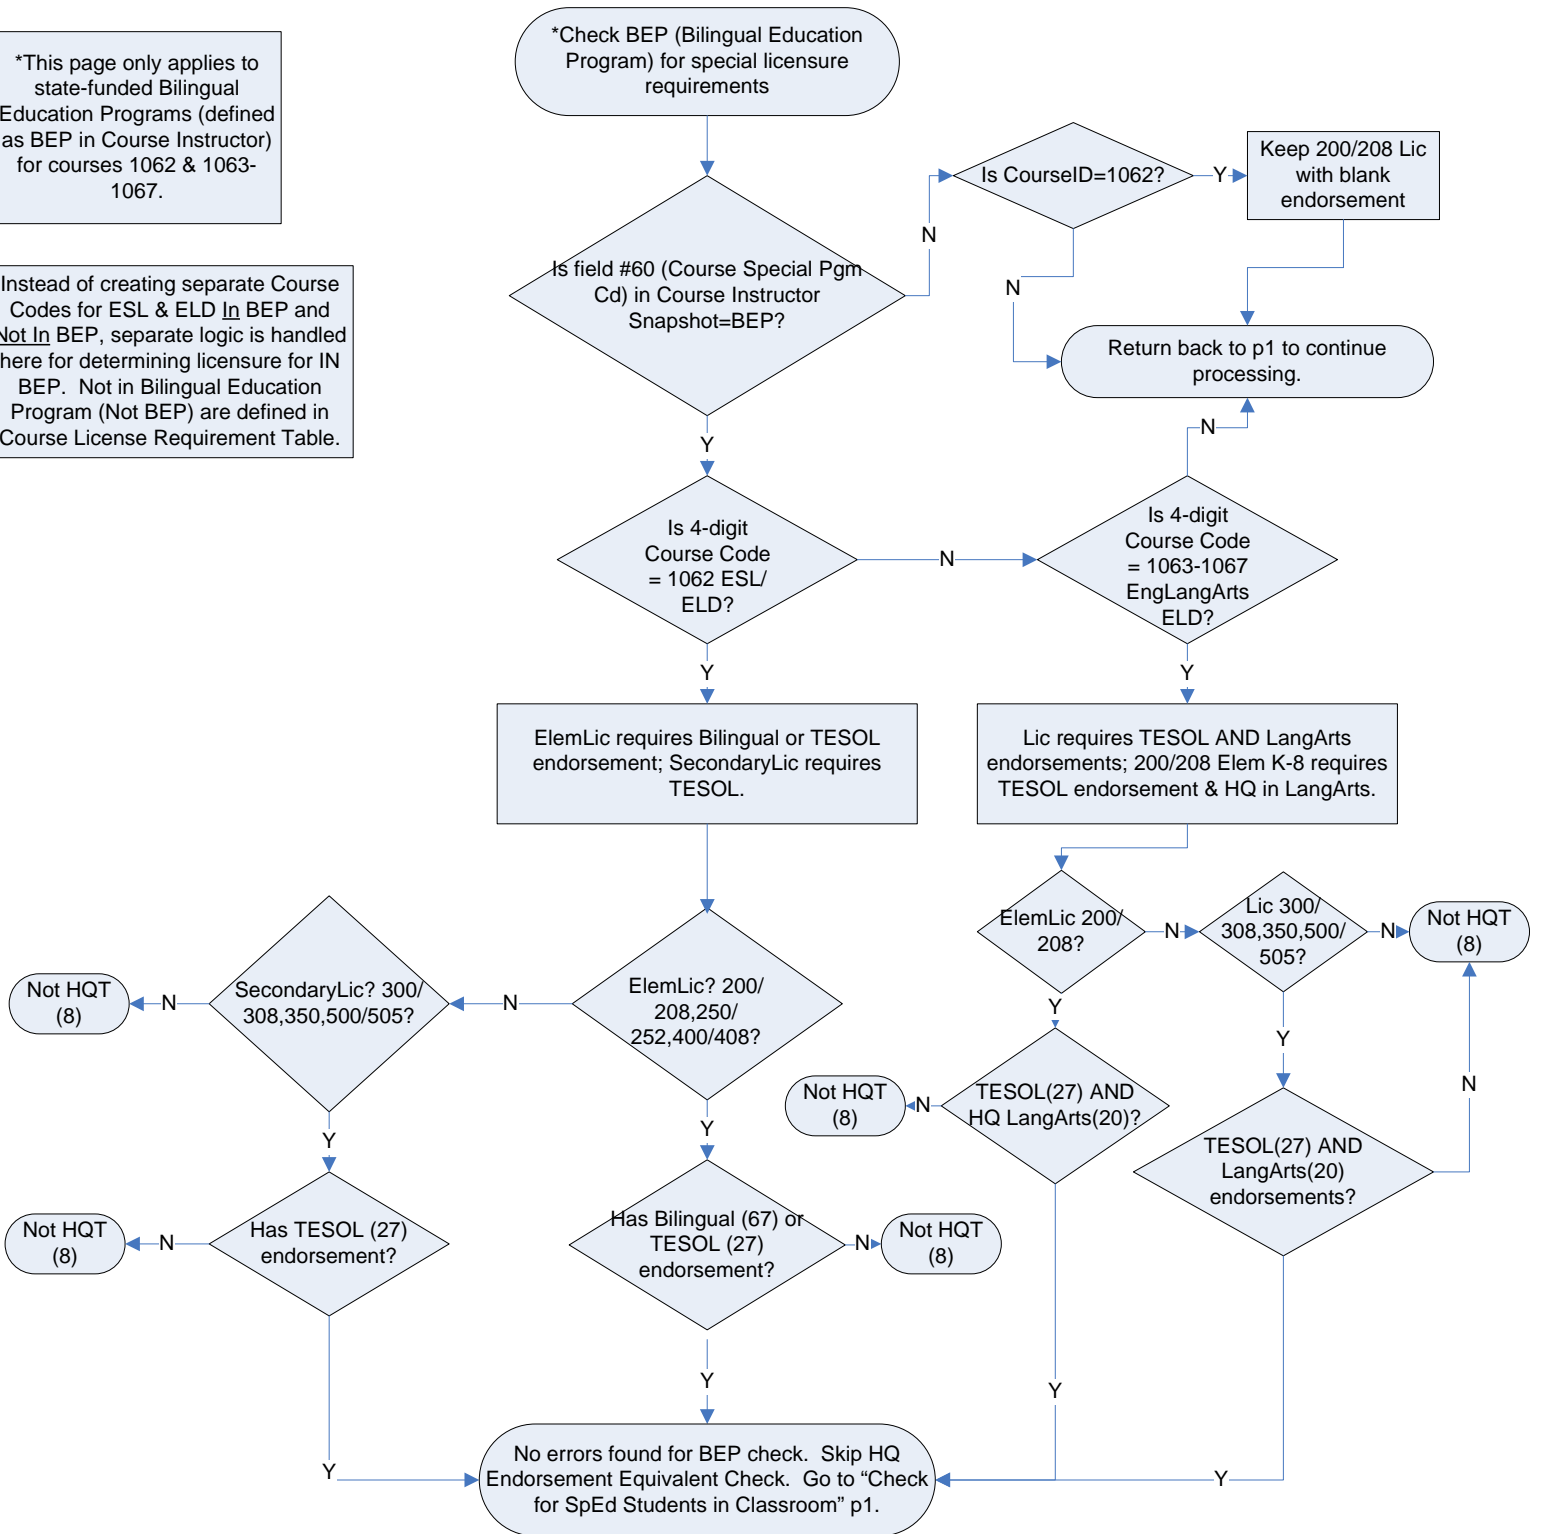 *This page only applies to
state-funded Bilingual
Education Programs (defined
as BEP in Course Instructor)
for courses 1062 & 1063-
1067.
Instead of creating separate Course
Codes for ESL & ELD In BEP and
Not In BEP, separate logic is handled
here for determining licensure for IN
BEP.  Not in Bilingual Education
Program (Not BEP) are defined in
Course License Requirement Table.
*Check BEP (Bilingual Education
Program) for special licensure
requirements
Is field #60 (Course Special Pgm
Cd) in Course Instructor
Snapshot=BEP?
N
Is CourseID=1062?
Y
Keep 200/208 Lic
with blank
endorsement
N
Return back to p1 to continue
processing.
Y
N
Is 4-digit
Course Code
= 1062 ESL/
ELD?
N
Is 4-digit
Course Code
= 1063-1067
EngLangArts
ELD?
Y
Y
ElemLic requires Bilingual or TESOL
endorsement; SecondaryLic requires
TESOL.
Lic requires TESOL AND LangArts
endorsements; 200/208 Elem K-8 requires
TESOL endorsement & HQ in LangArts.
ElemLic 200/
208?
N
Lic 300/
308,350,500/
505?
N
Not HQT
(8)
Not HQT
(8)
N
SecondaryLic? 300/
308,350,500/505?
N
ElemLic? 200/
208,250/
252,400/408?
Y
Y
N
Not HQT
(8)
N
TESOL(27) AND
HQ LangArts(20)?
TESOL(27) AND
LangArts(20)
endorsements?
Y
Y
Not HQT
(8)
N
Has TESOL (27)
endorsement?
Has Bilingual (67) or
TESOL (27)
endorsement?
N
Not HQT
(8)
Y
Y
Y
No errors found for BEP check.  Skip HQ
Endorsement Equivalent Check.  Go to “Check
for SpEd Students in Classroom” p1.
Y